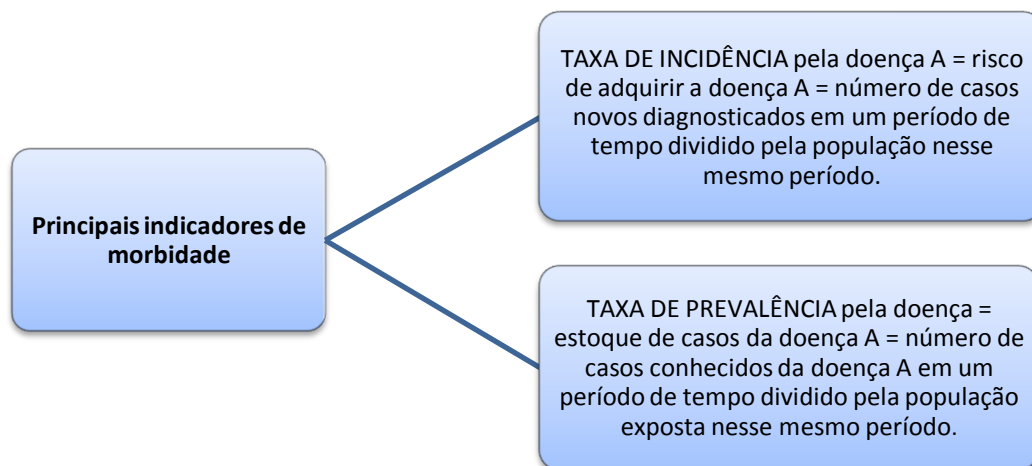 Principais indicadores de
morbidade
TAXA DE INCIDÊNCIA pela doença A = risco
de adquirir a doença A = número de casos
novos diagnosticados em um período de
tempo dividido pela população nesse
mesmo período.
TAXA DE PREVALÊNCIA pela doença =
estoque de casos da doença A = número de
casos conhecidos da doença A em um
período de tempo dividido pela população
exposta nesse mesmo período.